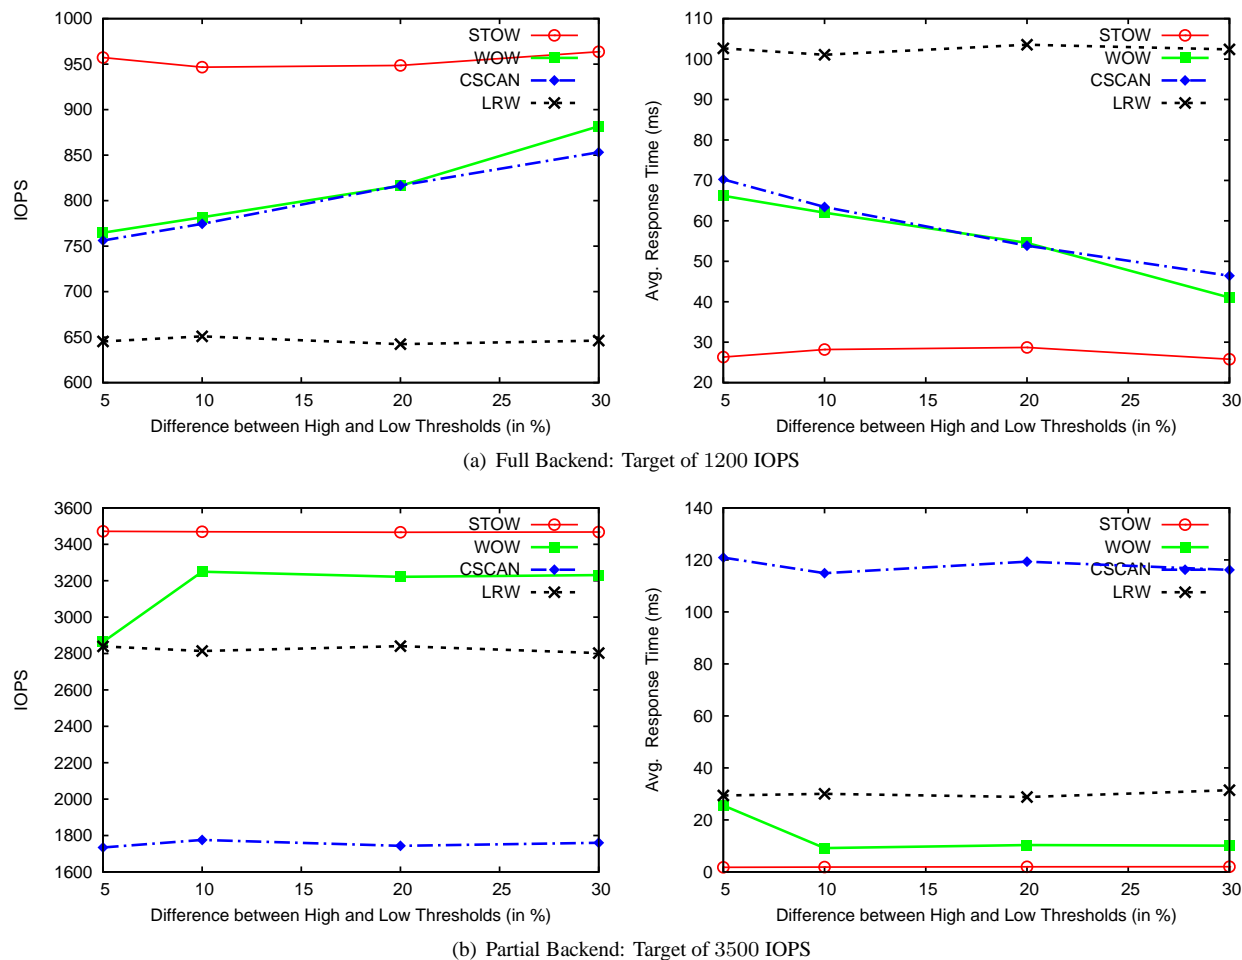 1000
950
900
850
800
750
700
650
600
IOPS
5
10
15
20
25
30
Difference between High and Low Thresholds (in %)
STOW
WOW
CSCAN
LRW
110
100
90
80
70
60
50
40
30
20
Avg. Response Time (ms)
5
10
15
20
25
30
Difference between High and Low Thresholds (in %)
STOW
WOW
CSCAN
LRW
(a) Full Backend: Target of 1200 IOPS
3600
3400
3200
3000
2800
2600
2400
2200
2000
1800
1600
IOPS
5
10
15
20
25
30
Difference between High and Low Thresholds (in %)
STOW
WOW
CSCAN
LRW
140
120
100
80
60
40
20
0
Avg. Response Time (ms)
5
10
15
20
25
30
Difference between High and Low Thresholds (in %)
STOW
WOW
CSCAN
LRW
(b) Partial Backend: Target of 3500 IOPS